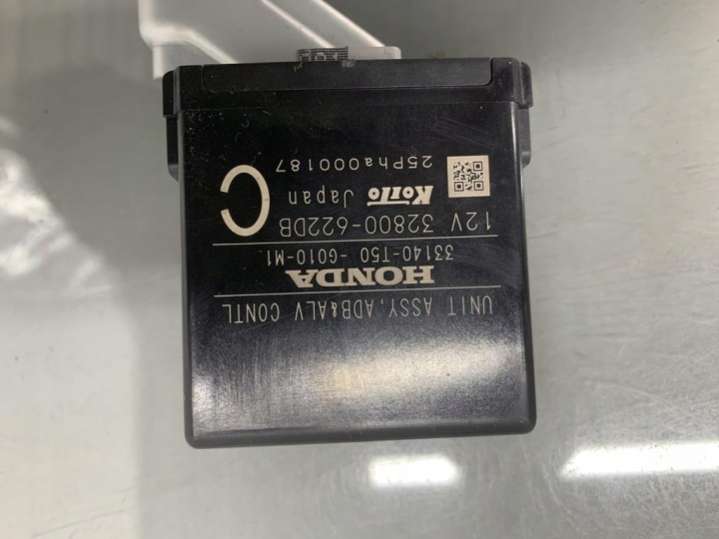 UNIT ASSY.ADB&ALV CONTL
HONDA
33140-T50 -G010-M1
12V 32800-622DB
Koito Japan
C
25Pha000187